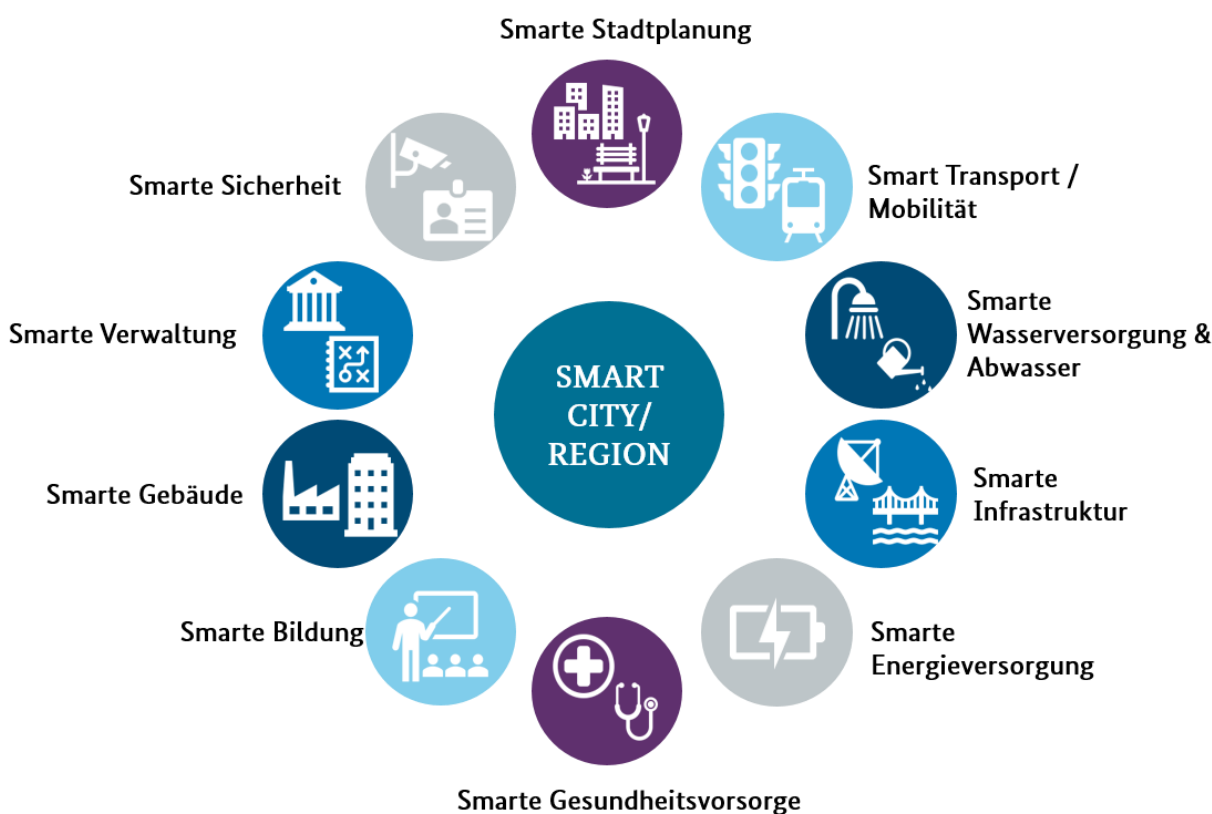 Smarte Stadtplanung
Smart Transport /
Mobilität
Smarte
Wasserversorgung &
Abwasser
Smarte
Infrastruktur
Smarte
Energieversorgung
Smarte Gesundheitsvorsorge
Smarte Bildung
Smarte Gebäude
Smarte Verwaltung
Smarte Sicherheit
SMART
CITY/
REGION